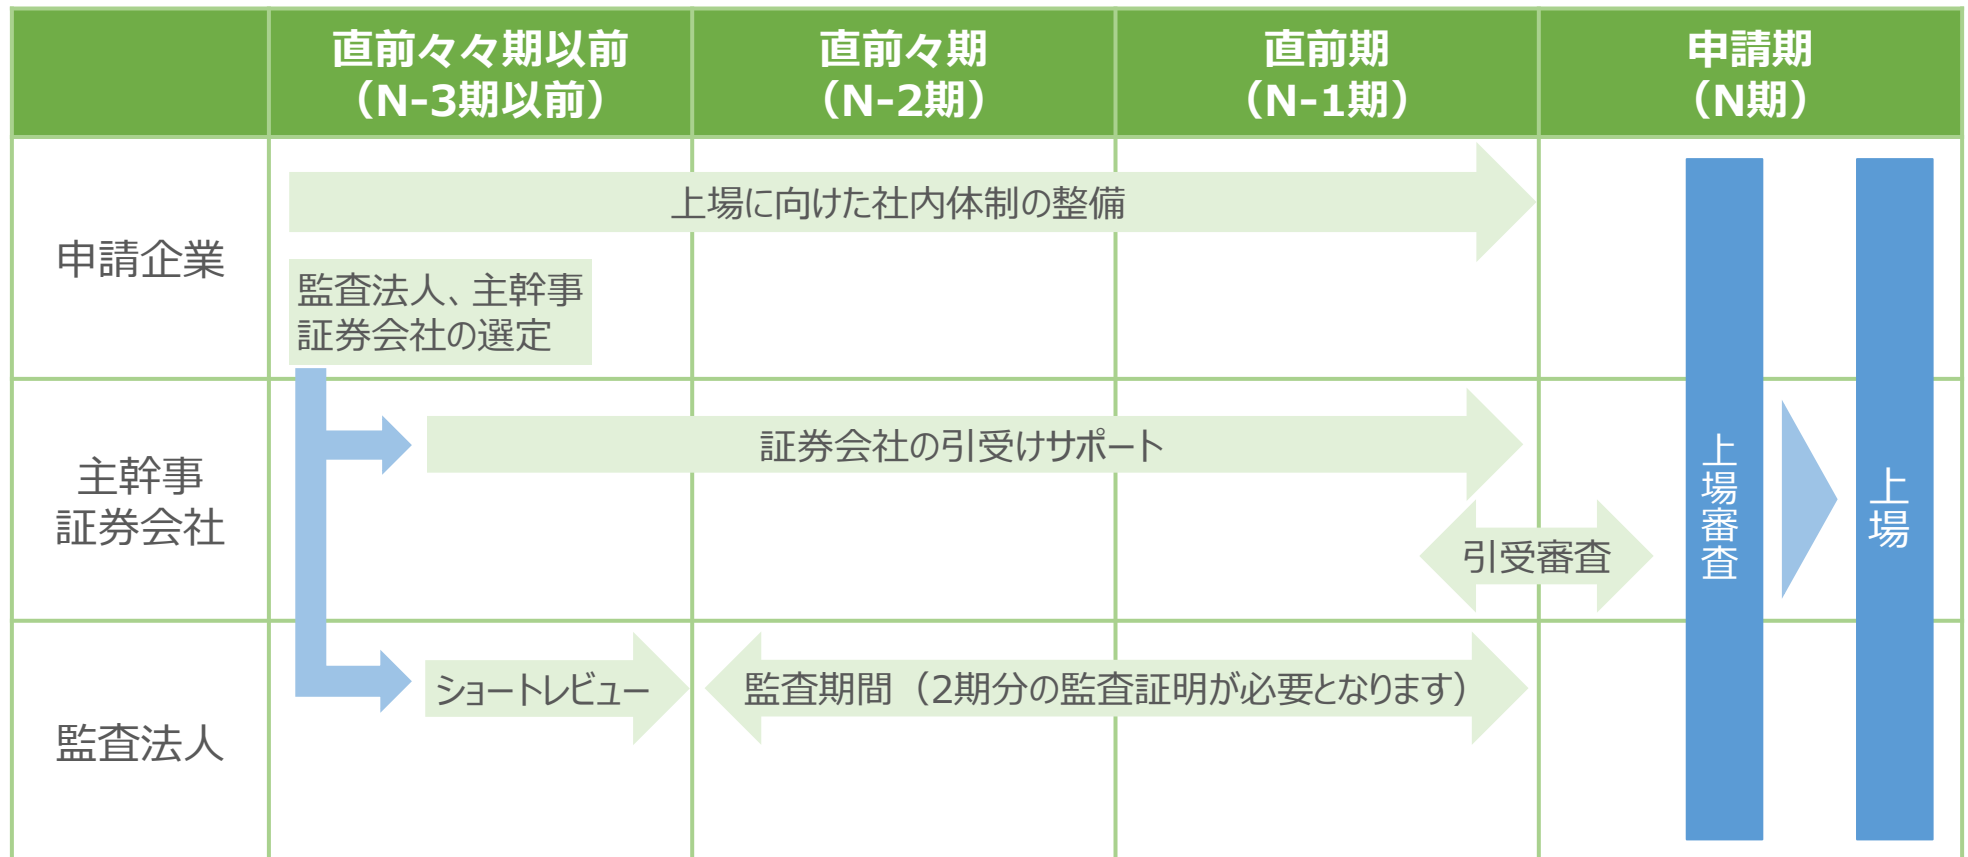 直前々々期以前
（N-3期以前）
直前々期
（N-2期）
直前期
（N-1期）
申請期
（N期）
申請企業
上場に向けた社内体制の整備
監査法人、主幹事
証券会社の選定
主幹事
証券会社
証券会社の引受けサポート
引受審査
上場審査
上場
監査法人
ショートレビュー
監査期間（2期分の監査証明が必要となります）